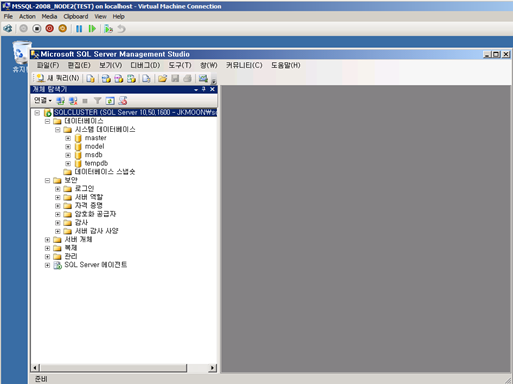 MSSQL-2008_NODE2(TEST) on localhost - Virtual Machine Connection
File Action Media Clipboard View Help
휴지통
Microsoft SQL Server Management Studio
파일(F) 편집(E) 보기(V) 디버그(D) 도구(T) 창(W) 커뮤니티(C) 도움말(H)
새 쿼리(N)
개체 탐색기
연결
SQLCLUSTER (SQL Server 10,50,1600 - JKMOON\
데이터베이스
시스템 데이터베이스
master
model
msdb
tempdb
데이터베이스 스냅숏
보안
로그인
서버 역할
자격 증명
암호화 공급자
감사
서버 감사 사양
서버 개체
복제
관리
SQL Server 에이전트
준비